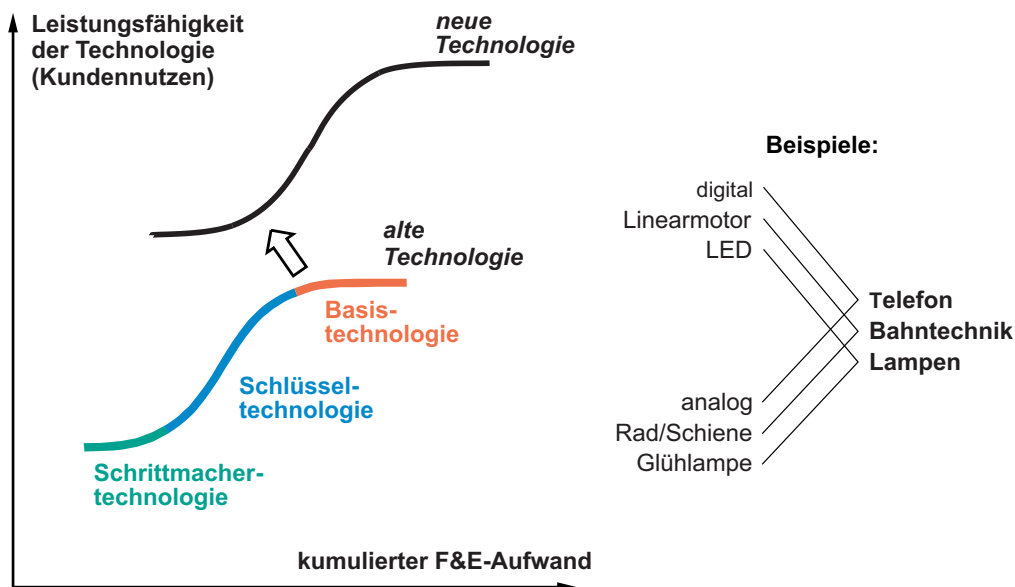 Leistungsfähigkeit
der Technologie
(Kundennutzen)
neue
Technologie
alte
Technologie
Basis-
technologie
Schlüssel-
technologie
Schrittmacher-
technologie
kumulierter F&E-Aufwand
Beispiele:
digital
Linearmotor
LED
Telefon
Bahntechnik
Lampen
analog
Rad/Schiene
Glühlampe